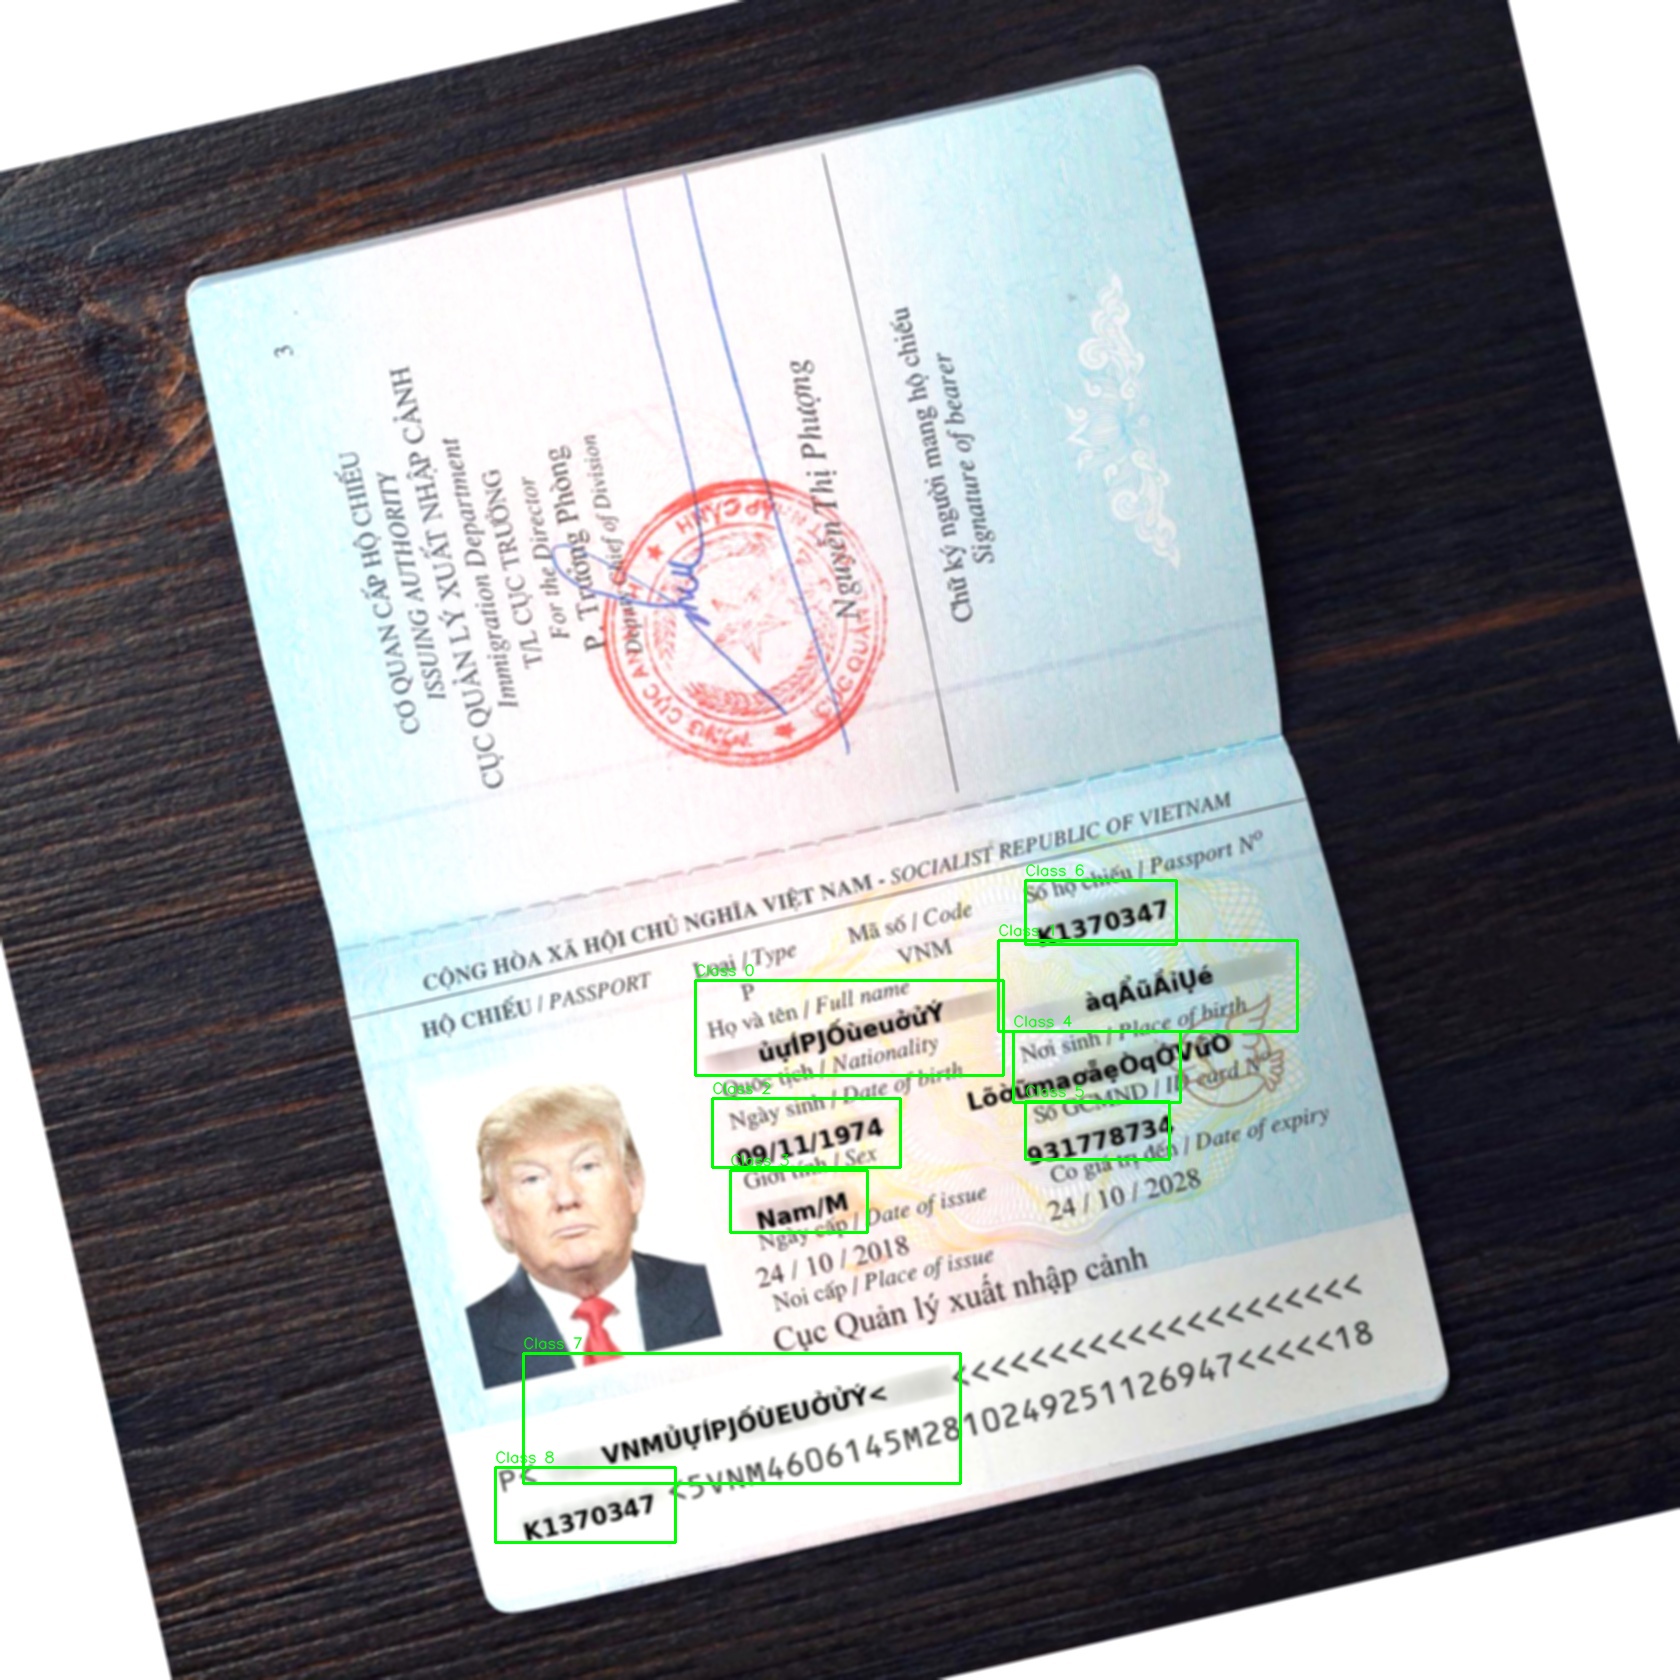 3
CƠ QUAN CẤP HỘ CHIẾU
ISSUING AUTHORITY
CỤC QUẢN LÝ XUẤT NHẬP CẢNH
Immigration Department
T/L CỤC TRƯỞNG
For the Director
P. Trưởng Phòng
Deputy Chief of Division
Nguyễn Thị Phượng
Chữ ký người mang hộ chiếu
Signature of bearer
CỘNG HÒA XÃ HỘI CHỦ NGHĨA VIỆT NAM - SOCIALIST REPUBLIC OF VIETNAM
HỘ CHIẾU / PASSPORT
Loại / Type
Mã số / Code
Số hộ chiếu / Passport Nº
P
VNM
Class 6
K1370347
Class 0
Họ và tên / Full name
ủựÍPJỐùeuởủÝ
Class
àqẨũẤiỤé
Quốc tịch / Nationality
Class 4
Nơi sinh / Place of birth
Class 2
Ngày sinh / Date of birth
09/11/1974
Class 5
Số GCMND / ID card Nº
931778734
Class 3
Giới tính / Sex
Nam/M
Có giá trị đến / Date of expiry
24 / 10 / 2028
Ngày cấp / Date of issue
24 / 10 / 2018
Nơi cấp / Place of issue
Cục Quản lý xuất nhập cảnh
Class 7
P< VNMỦỰÍPJỐÙEUỞỦÝ< <<<<<<<<<<<<<<<<<<<<
Class 8
K1370347 <5VNM4606145M2810249251126947<<<<<18